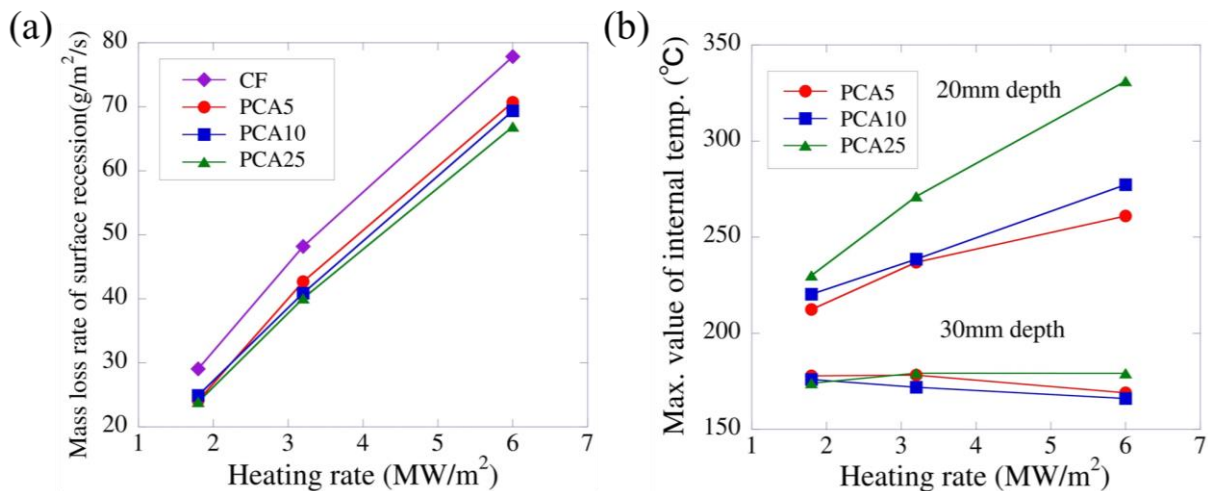 (a)
80
70
60
50
40
30
20
Mass loss rate of surface recession(g/m²/s)
CF
PCA5
PCA10
PCA25
1 2 3 4 5 6 7
Heating rate (MW/m²)
(b)
350
300
250
200
150
Max. value of internal temp. (℃)
PCA5
PCA10
PCA25
20mm depth
30mm depth
1 2 3 4 5 6 7
Heating rate (MW/m²)